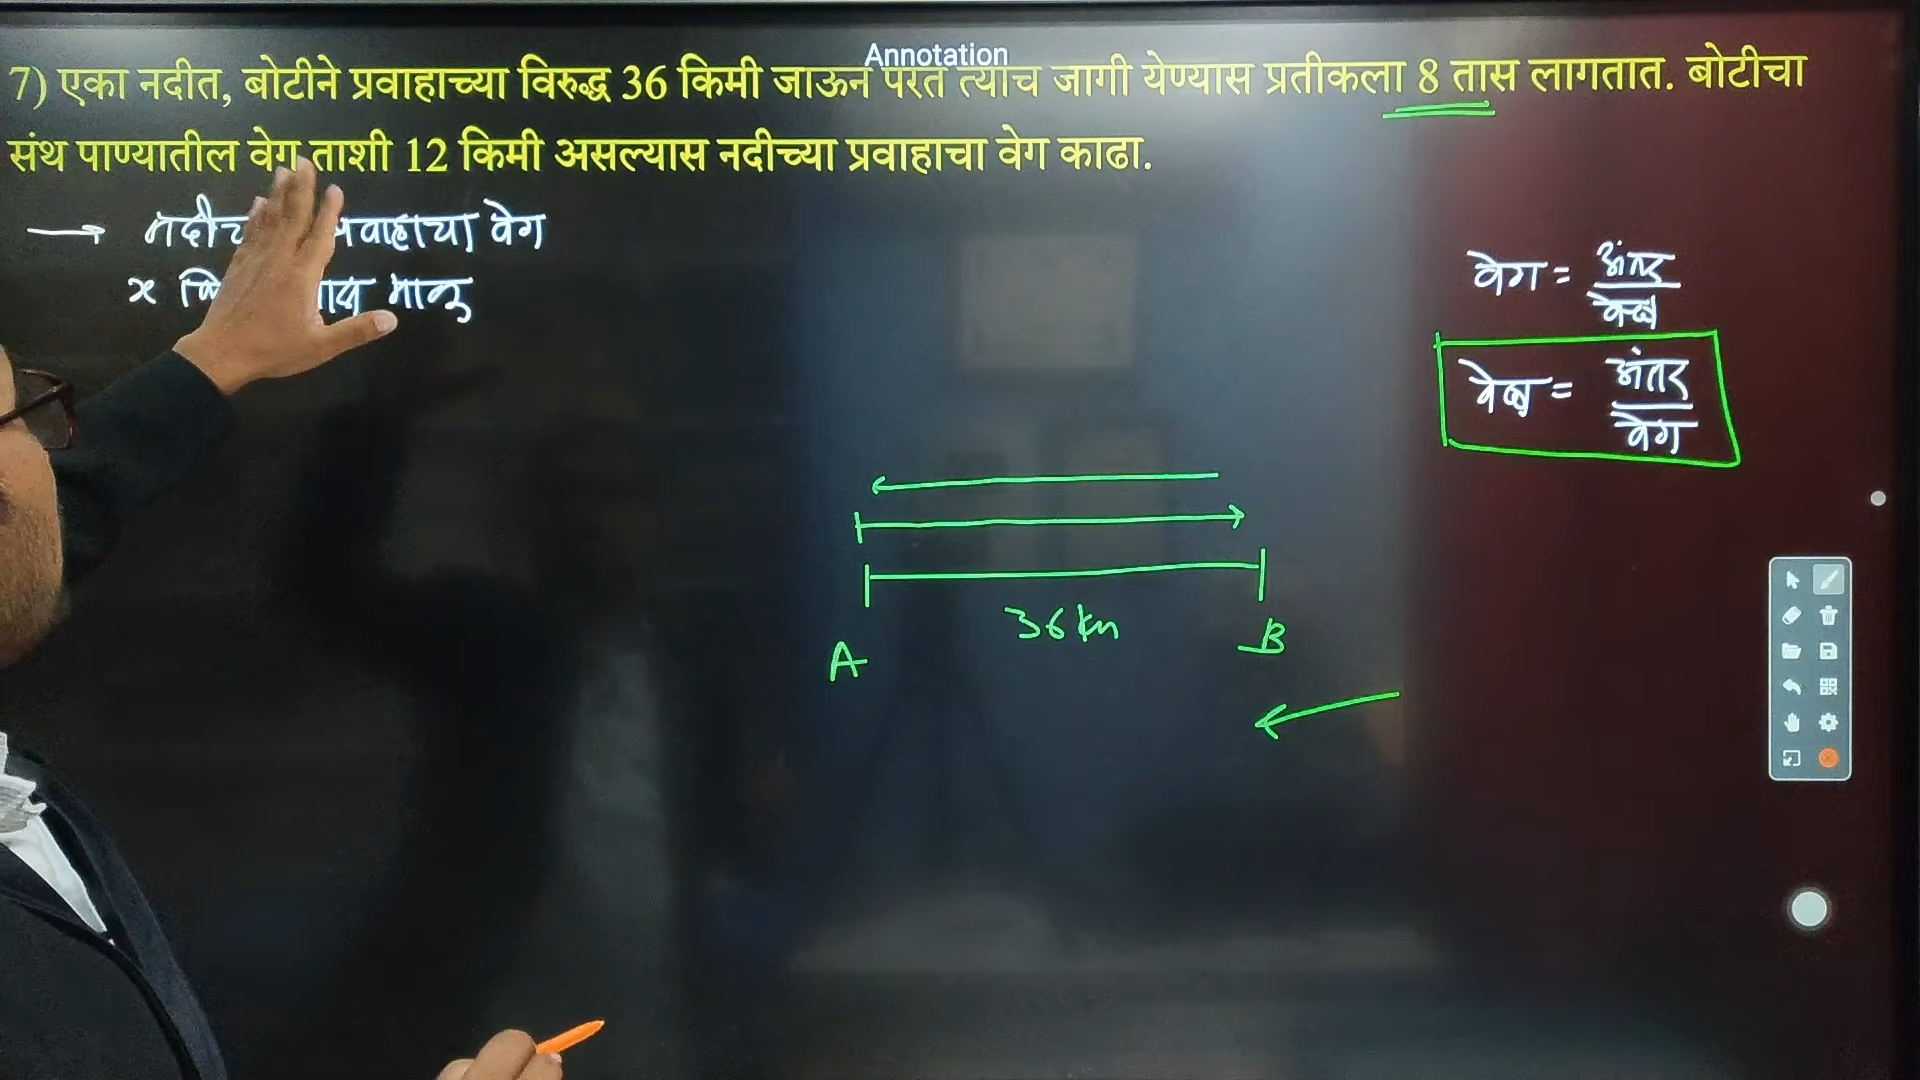 Annotation
7) एका नदीत, बोटीने प्रवाहाच्या विरुद्ध 36 किमी जाऊन परत त्याच जागी येण्यास प्रतीकला 8 तास लागतात. बोटीचा
संथ पाण्यातील वेग ताशी 12 किमी असल्यास नदीच्या प्रवाहाचा वेग काढा.
वेग
x मानू
वेग = अंतर
वेळ
वेळ = अंतर
वेग
36 km
A B